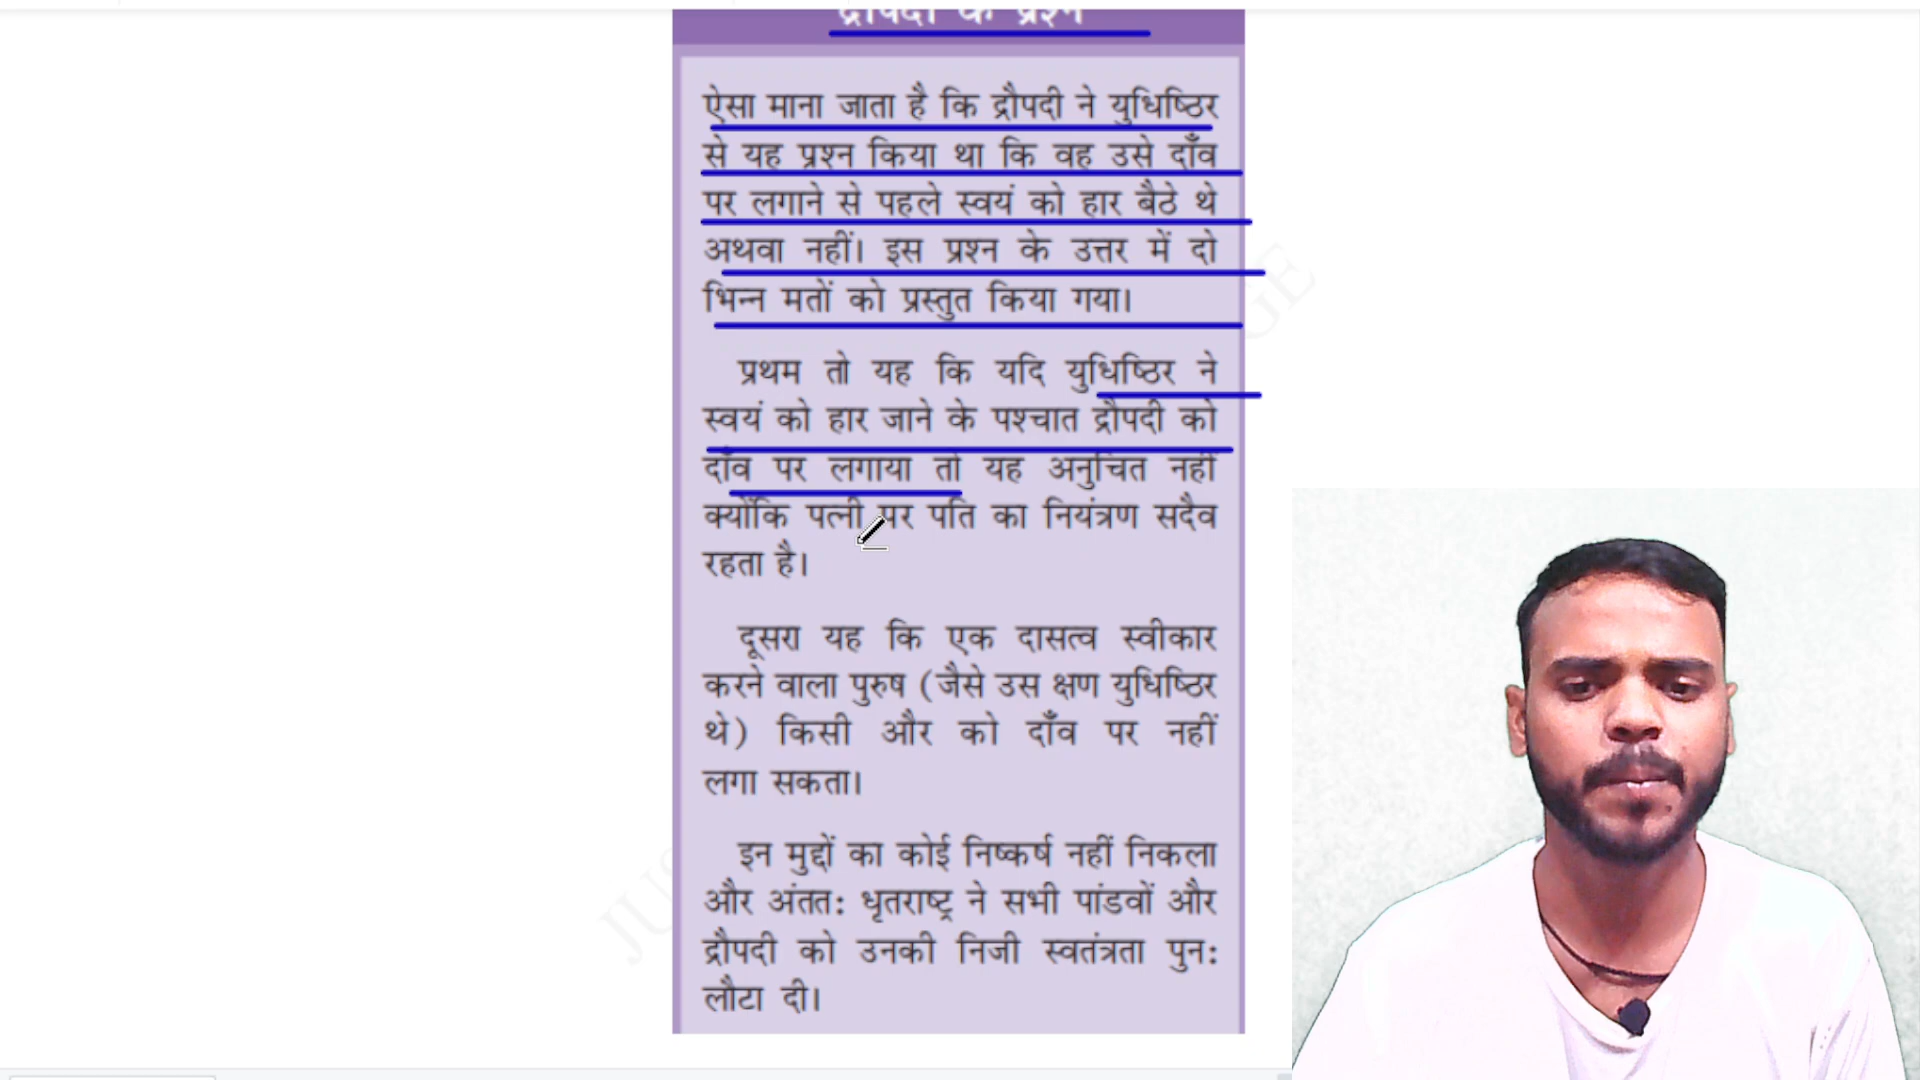 द्रौपदी के प्रश्न
ऐसा माना जाता है कि द्रौपदी ने युधिष्ठिर
से यह प्रश्न किया था कि वह उसे दाँव
पर लगाने से पहले स्वयं को हार बैठे थे
अथवा नहीं। इस प्रश्न के उत्तर में दो
भिन्न मतों को प्रस्तुत किया गया।
प्रथम तो यह कि यदि युधिष्ठिर ने
स्वयं को हार जाने के पश्चात द्रौपदी को
दाँव पर लगाया तो यह अनुचित नहीं
क्योंकि पत्नी पर पति का नियंत्रण सदैव
रहता है।
दूसरा यह कि एक दासत्व स्वीकार
करने वाला पुरुष (जैसे उस क्षण युधिष्ठिर
थे) किसी और को दाँव पर नहीं
लगा सकता।
इन मुद्दों का कोई निष्कर्ष नहीं निकला
और अंतत: धृतराष्ट्र ने सभी पांडवों और
द्रौपदी को उनकी निजी स्वतंत्रता पुन:
लौटा दी।